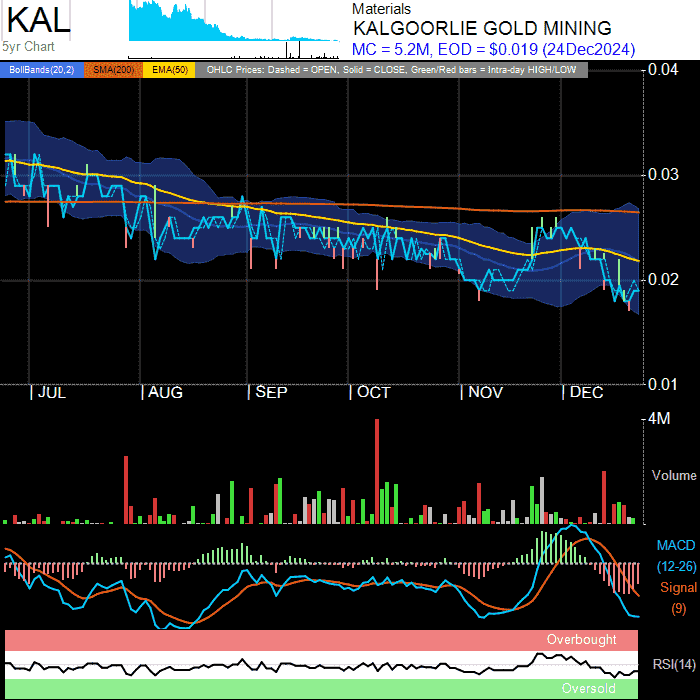 KAL
5yr Chart
Materials
KALGOORLIE GOLD MINING
MC = 5.2M, EOD = $0.019 (24Dec2024)
BollBands(20,2) SMA(200) EMA(50) OHLC Prices: Dashed = OPEN, Solid = CLOSE, Green/Red bars = Intra-day HIGH/LOW
0.04
0.03
0.02
0.01
JUL AUG SEP OCT NOV DEC
4M
Volume
MACD
(12-26)
Signal
(9)
Overbought
RSI(14)
Oversold